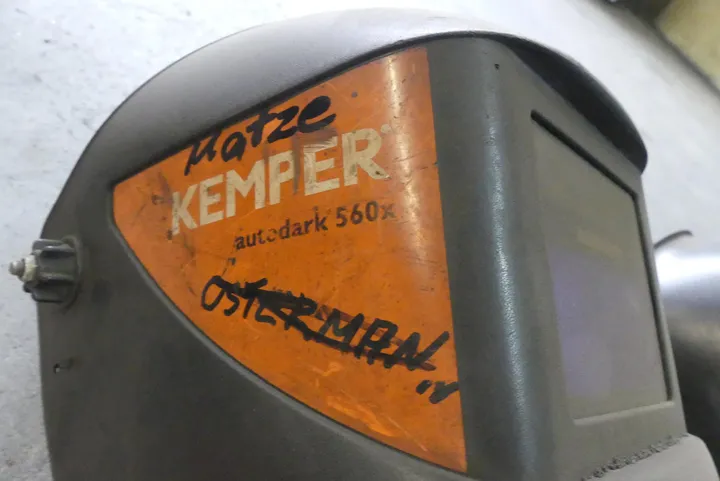 Matze
KEMPER
autodark 560x
"OSTERMAN"